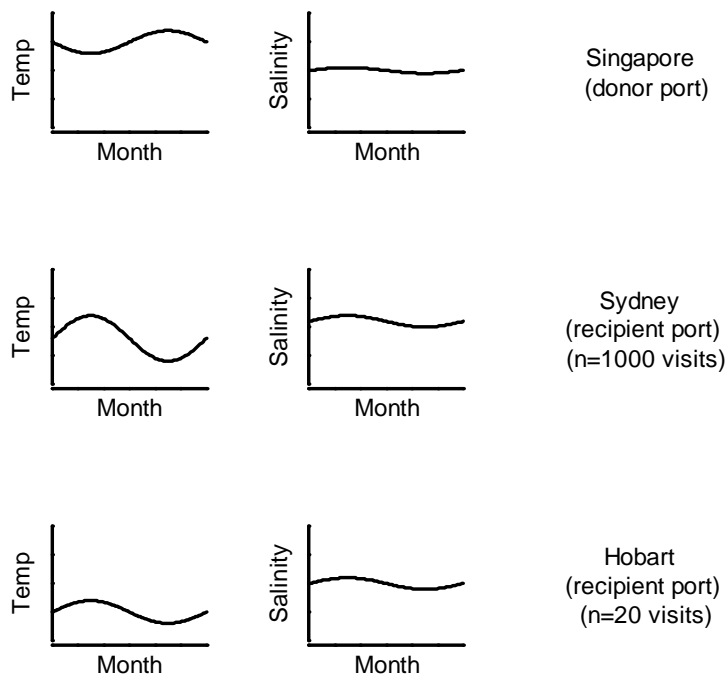 Temp
Month
Salinity
Month
Singapore
(donor port)
Temp
Month
Salinity
Month
Sydney
(recipient port)
(n=1000 visits)
Temp
Month
Salinity
Month
Hobart
(recipient port)
(n=20 visits)